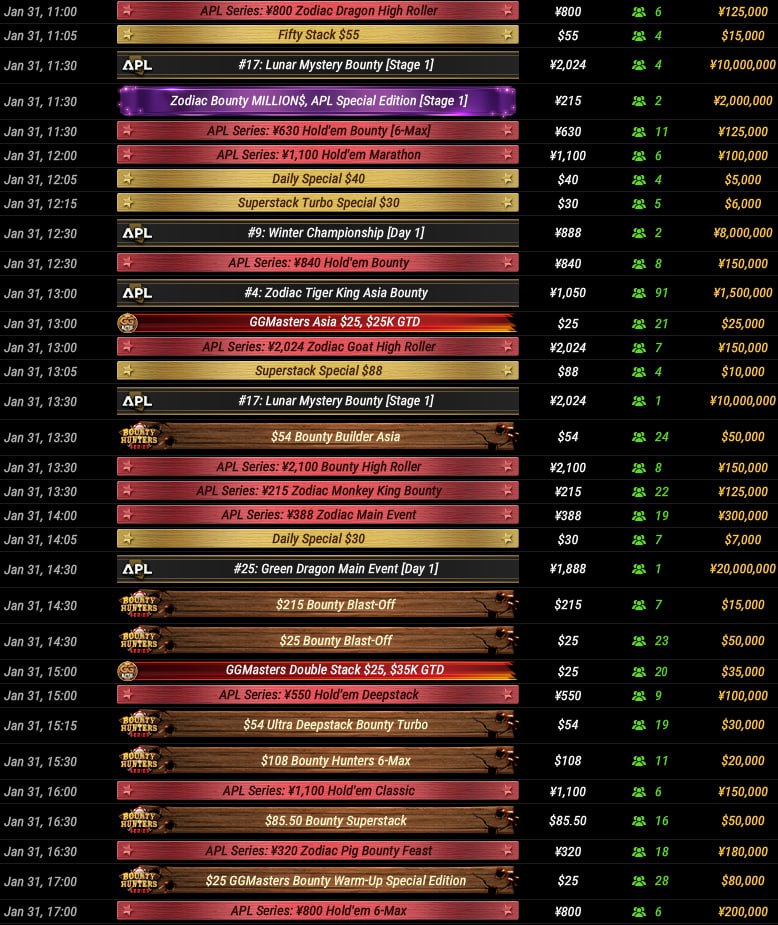 Jan 31, 11:00 APL Series: ¥800 Zodiac Dragon High Roller ¥800 6 ¥125,000
Jan 31, 11:05 Fifty Stack $55 $55 4 $15,000
Jan 31, 11:30 APL #17: Lunar Mystery Bounty [Stage 1] ¥2,024 4 ¥10,000,000
Jan 31, 11:30 Zodiac Bounty MILLION$, APL Special Edition [Stage 1] ¥215 2 ¥2,000,000
Jan 31, 11:30 APL Series: ¥630 Hold'em Bounty [6-Max] ¥630 11 ¥125,000
Jan 31, 12:00 APL Series: ¥1,100 Hold'em Marathon ¥1,100 6 ¥100,000
Jan 31, 12:05 Daily Special $40 $40 4 $5,000
Jan 31, 12:15 Superstack Turbo Special $30 $30 5 $6,000
Jan 31, 12:30 APL #9: Winter Championship [Day 1] ¥888 2 ¥8,000,000
Jan 31, 12:30 APL Series: ¥840 Hold'em Bounty ¥840 8 ¥150,000
Jan 31, 13:00 APL #4: Zodiac Tiger King Asia Bounty ¥1,050 91 ¥1,500,000
Jan 31, 13:00 GG GGMasters Asia $25, $25K GTD $25 21 $25,000
Jan 31, 13:00 APL Series: ¥2,024 Zodiac Goat High Roller ¥2,024 7 ¥150,000
Jan 31, 13:05 Superstack Special $88 $88 4 $10,000
Jan 31, 13:30 APL #17: Lunar Mystery Bounty [Stage 1] ¥2,024 1 ¥10,000,000
Jan 31, 13:30 BOUNTY HUNTERS $54 Bounty Builder Asia $54 24 $50,000
Jan 31, 13:30 APL Series: ¥2,100 Bounty High Roller ¥2,100 8 ¥150,000
Jan 31, 13:30 APL Series: ¥215 Zodiac Monkey King Bounty ¥215 22 ¥125,000
Jan 31, 14:00 APL Series: ¥388 Zodiac Main Event ¥388 19 ¥300,000
Jan 31, 14:05 Daily Special $30 $30 7 $7,000
Jan 31, 14:30 APL #25: Green Dragon Main Event [Day 1] ¥1,888 1 ¥20,000,000
Jan 31, 14:30 BOUNTY HUNTERS $215 Bounty Blast-Off $215 7 $15,000
Jan 31, 14:30 BOUNTY HUNTERS $25 Bounty Blast-Off $25 23 $50,000
Jan 31, 15:00 GG GGMasters Double Stack $25, $35K GTD $25 20 $35,000
Jan 31, 15:00 APL Series: ¥550 Hold'em Deepstack ¥550 9 ¥100,000
Jan 31, 15:15 BOUNTY HUNTERS $54 Ultra Deepstack Bounty Turbo $54 19 $30,000
Jan 31, 15:30 BOUNTY HUNTERS $108 Bounty Hunters 6-Max $108 11 $20,000
Jan 31, 16:00 APL Series: ¥1,100 Hold'em Classic ¥1,100 6 ¥150,000
Jan 31, 16:30 BOUNTY HUNTERS $85.50 Bounty Superstack $85.50 16 $50,000
Jan 31, 16:30 APL Series: ¥320 Zodiac Pig Bounty Feast ¥320 18 ¥180,000
Jan 31, 17:00 BOUNTY HUNTERS $25 GGMasters Bounty Warm-Up Special Edition $25 28 $80,000
Jan 31, 17:00 APL Series: ¥800 Hold'em 6-Max ¥800 6 ¥200,000